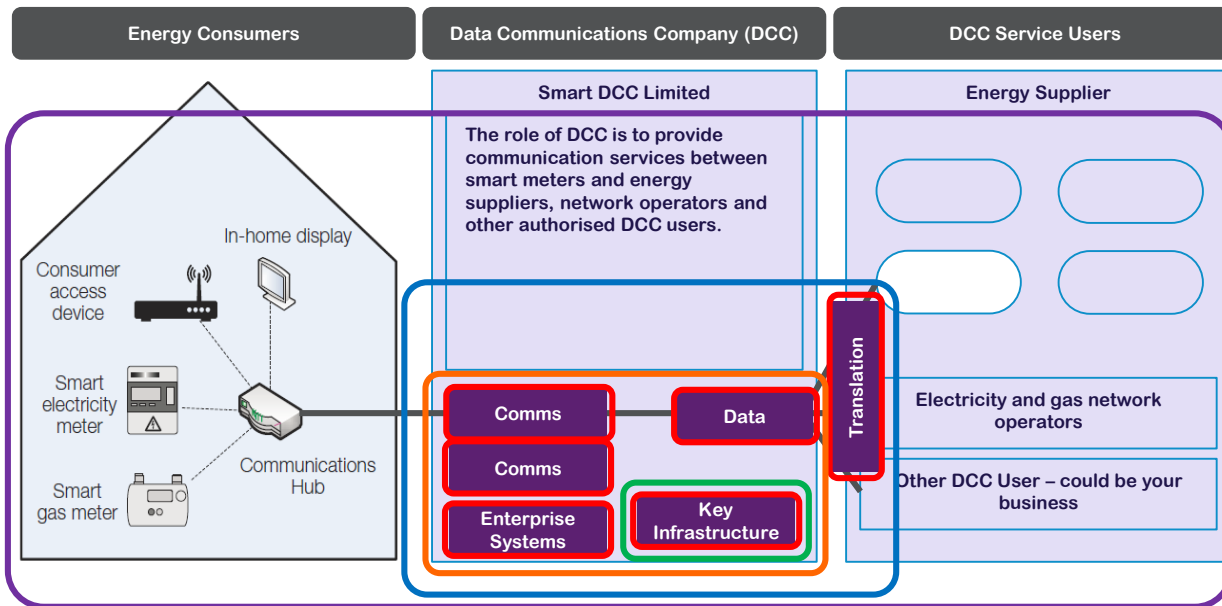 Energy Consumers
Data Communications Company (DCC)
DCC Service Users
Smart DCC Limited
The role of DCC is to provide
communication services between
smart meters and energy
suppliers, network operators and
other authorised DCC users.
Energy Supplier
In-home display
Consumer
access
device
Smart
electricity
meter
Smart
gas meter
Communications
Hub
Comms
Data
Comms
Enterprise
Systems
Key
Infrastructure
Translation
Electricity and gas network
operators
Other DCC User – could be your
business